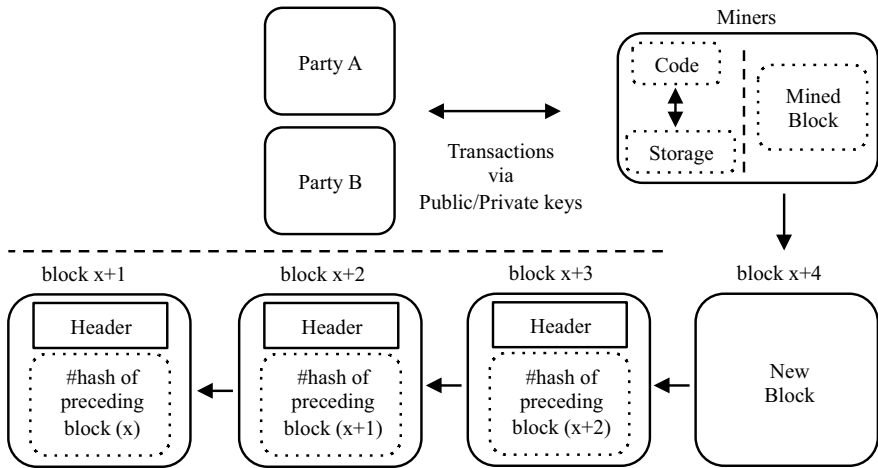 Miners
Party A
Code
Mined
Block
Storage
Party B
Transactions
via
Public/Private keys
block x+1
block x+2
block x+3
block x+4
Header
#hash of
preceding
block (x)
Header
#hash of
preceding
block (x+1)
Header
#hash of
preceding
block (x+2)
New
Block